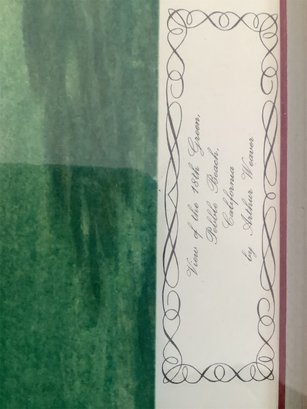 View of the 18th Green,
Pebble Beach,
California
by Arthur Weaver